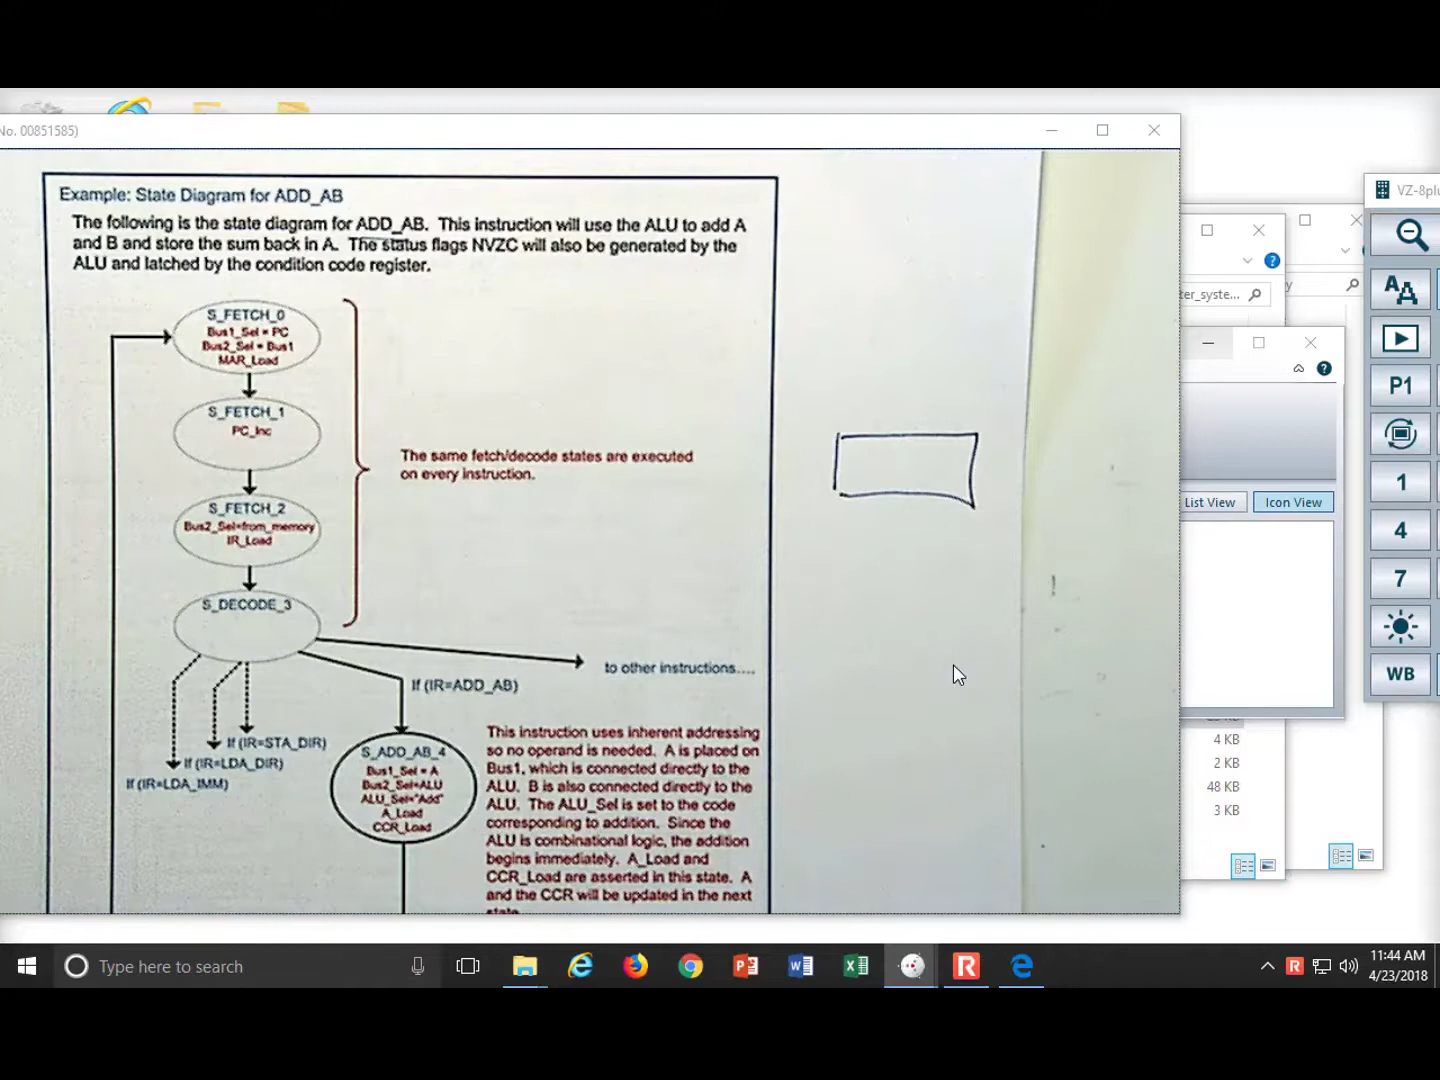 No. 00851585)
Example: State Diagram for ADD_AB
The following is the state diagram for ADD_AB. This instruction will use the ALU to add A
and B and store the sum back in A. The status flags NVZC will also be generated by the
ALU and latched by the condition code register.
S_FETCH_0
Bus1_Sel = PC
Bus2_Sel = Bus1
MAR_Load
S_FETCH_1
PC_Inc
The same fetch/decode states are executed
on every instruction.
S_FETCH_2
Bus2_Sel=from_memory
IR_Load
S_DECODE_3
to other instructions....
If (IR=ADD_AB)
If (IR=STA_DIR)
If (IR=LDA_DIR)
If (IR=LDA_IMM)
S_ADD_AB_4
Bus1_Sel = A
Bus2_Sel=ALU
ALU_Sel="Add"
A_Load
CCR_Load
This instruction uses inherent addressing
so no operand is needed. A is placed on
Bus1, which is connected directly to the
ALU. B is also connected directly to the
ALU. The ALU_Sel is set to the code
corresponding to addition. Since the
ALU is combinational logic, the addition
begins immediately. A_Load and
CCR_Load are asserted in this state. A
and the CCR will be updated in the next
state.
ter_syste...
y
List View
Icon View
4 KB
2 KB
48 KB
3 KB
VZ-8plu
AA
P1
1
4
7
WB
Type here to search
11:44 AM
4/23/2018